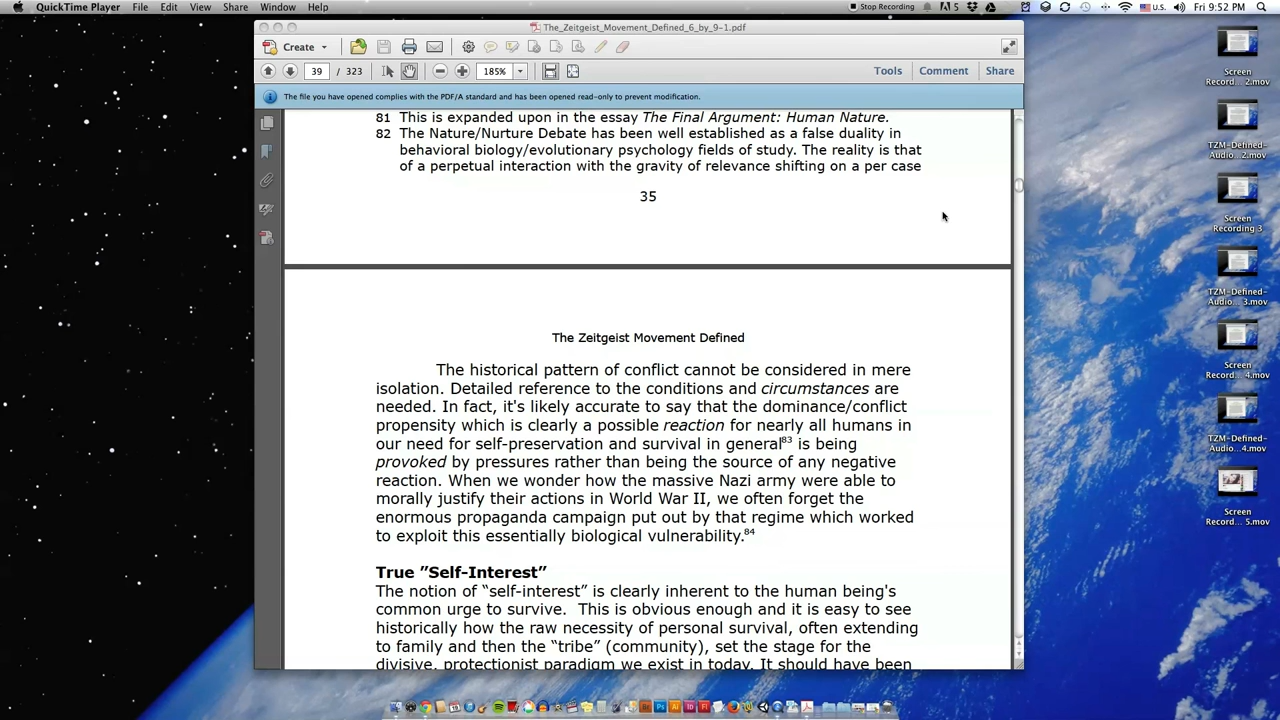 QuickTime Player File Edit View Share Window Help
Stop Recording 5 U.S. Fri 9:52 PM
The_Zeitgeist_Movement_Defined_6_by_9-1.pdf
Create
39 / 323 185% Tools Comment Share
The file you have opened complies with the PDF/A standard and has been opened read-only to prevent modification.
81 This is expanded upon in the essay The Final Argument: Human Nature.
82 The Nature/Nurture Debate has been well established as a false duality in
behavioral biology/evolutionary psychology fields of study. The reality is that
of a perpetual interaction with the gravity of relevance shifting on a per case
35
The Zeitgeist Movement Defined
The historical pattern of conflict cannot be considered in mere
isolation. Detailed reference to the conditions and circumstances are
needed. In fact, it's likely accurate to say that the dominance/conflict
propensity which is clearly a possible reaction for nearly all humans in
our need for self-preservation and survival in general83 is being
provoked by pressures rather than being the source of any negative
reaction. When we wonder how the massive Nazi army were able to
morally justify their actions in World War II, we often forget the
enormous propaganda campaign put out by that regime which worked
to exploit this essentially biological vulnerability.84
True ”Self-Interest”
The notion of “self-interest” is clearly inherent to the human being's
common urge to survive.  This is obvious enough and it is easy to see
historically how the raw necessity of personal survival, often extending
to family and then the “tribe” (community), set the stage for the
divisive, protectionist paradigm we exist in today. It should have been
Screen
Record... 2.mov
TZM-Defined-
Audio...2.mov
Screen
Recording 3
TZM-Defined-
Audio... 3.mov
Screen
Record... 4.mov
TZM-Defined-
Audio...4.mov
Screen
Record... 5.mov